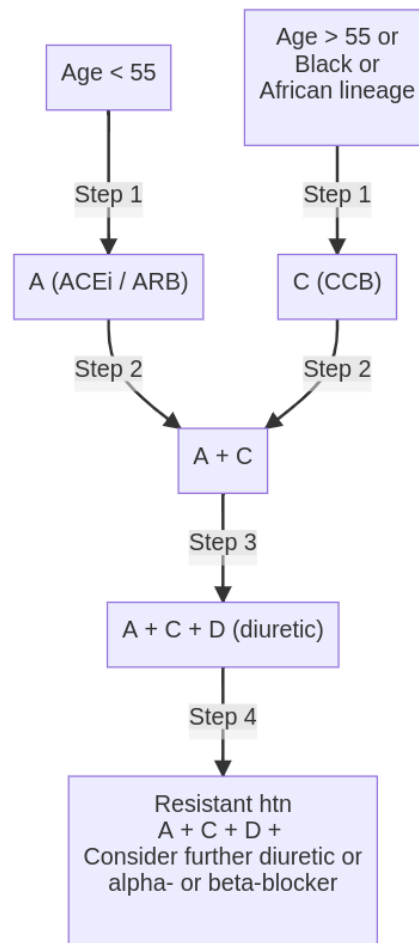 Age < 55
Age > 55 or
Black or
African lineage
Step 1
Step 1
A (ACEi / ARB)
C (CCB)
Step 2
Step 2
A + C
Step 3
A + C + D (diuretic)
Step 4
Resistant htn
A + C + D +
Consider further diuretic or
alpha- or beta-blocker